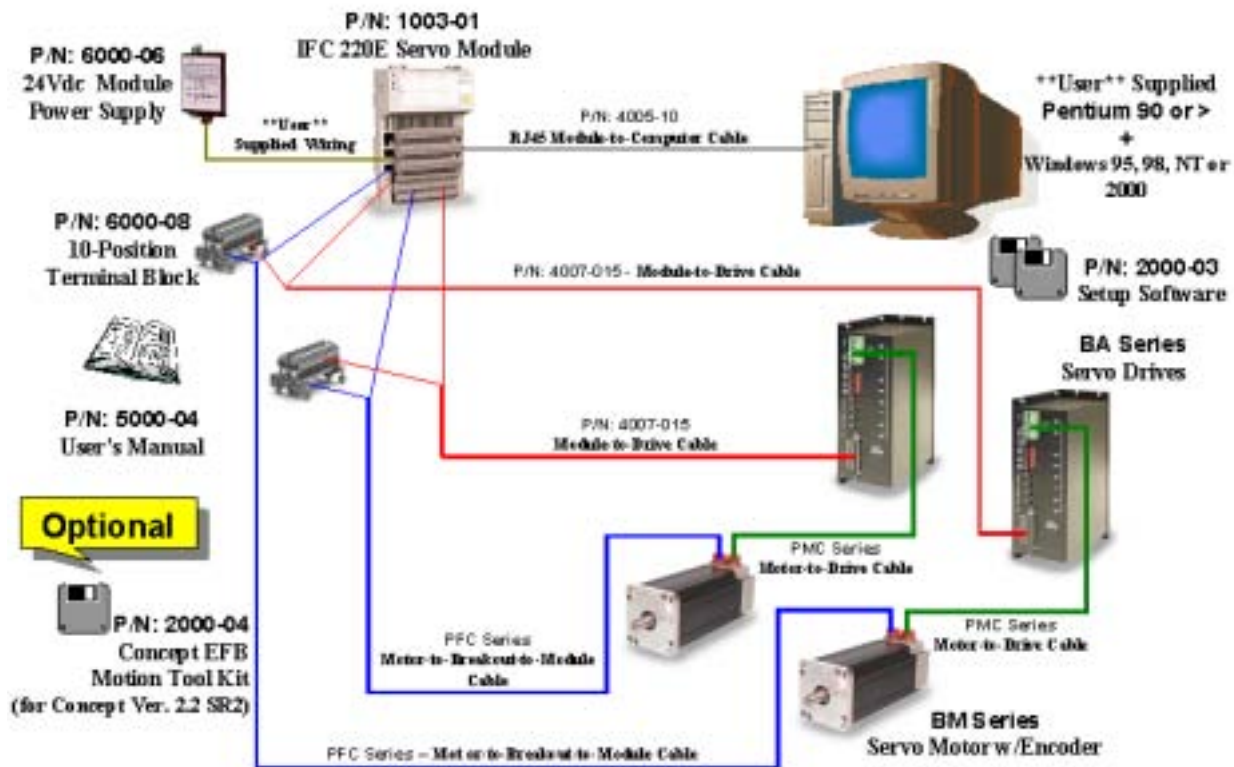 P/N: 1003-01
IFC 220E Servo Module
P/N: 6000-06
24Vdc Module
Power Supply
**User**
Supplied Wiring
P/N: 4005-10
RJ45 Module-to-Computer Cable
**User** Supplied
Pentium 90 or >
+
Windows 95, 98, NT or
2000
P/N: 6000-08
10-Position
Terminal Block
P/N: 4007-015 - Module-to-Drive Cable
P/N: 2000-03
Setup Software
BA Series
Servo Drives
P/N: 5000-04
User's Manual
P/N: 4007-015
Module-to-Drive Cable
Optional
P/N: 2000-04
Concept EFB
Motion Tool Kit
(for Concept Ver. 2.2 SR2)
PMC Series
Motor-to-Drive Cable
PFC Series
Motor-to-Breakout-to-Module
Cable
PMC Series
Motor-to-Drive Cable
BM Series
Servo Motor w/Encoder
PFC Series – Motor-to-Breakout-to-Module Cable